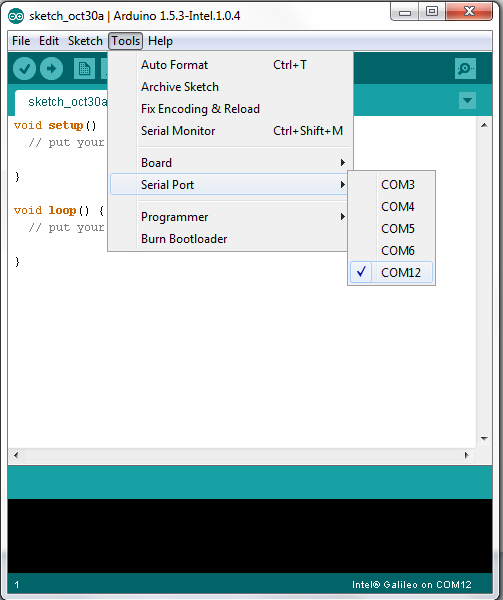 sketch_oct30a | Arduino 1.5.3-Intel.1.0.4
File Edit Sketch Tools Help
Auto Format Ctrl+T
Archive Sketch
Fix Encoding & Reload
Serial Monitor Ctrl+Shift+M
Board
Serial Port
Programmer
Burn Bootloader
COM3
COM4
COM5
COM6
COM12
sketch_oct30a
void setup()
// put your
}
void loop() {
// put your
}
1 Intel® Galileo on COM12